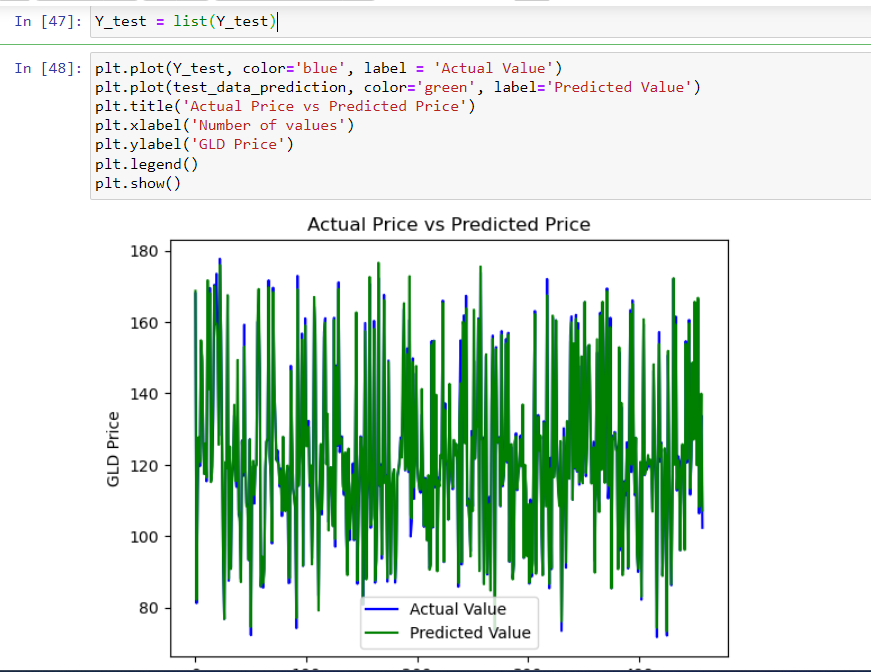 In [47]: Y_test = list(Y_test)
In [48]: plt.plot(Y_test, color='blue', label = 'Actual Value')
plt.plot(test_data_prediction, color='green', label='Predicted Value')
plt.title('Actual Price vs Predicted Price')
plt.xlabel('Number of values')
plt.ylabel('GLD Price')
plt.legend()
plt.show()
Actual Price vs Predicted Price
180
160
140
120
100
80
GLD Price
Actual Value
Predicted Value